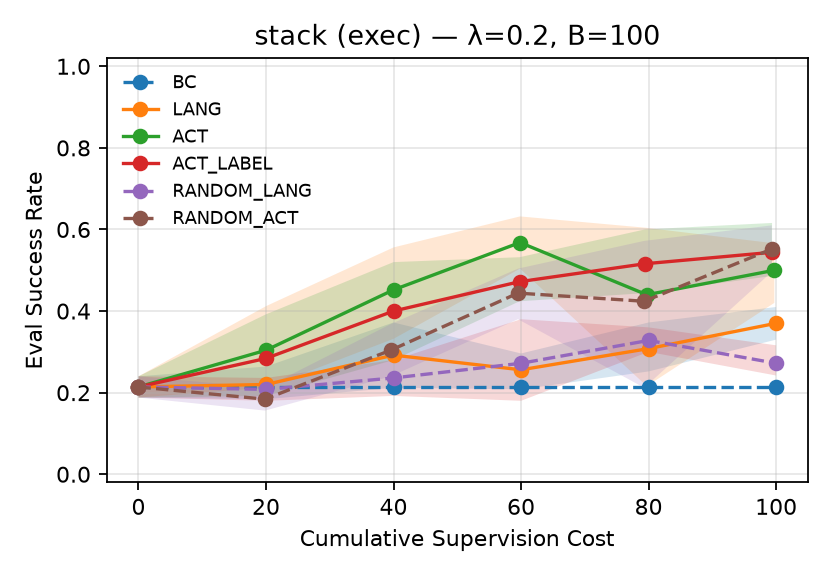 stack (exec) — λ=0.2, B=100
1.0
0.8
0.6
0.4
0.2
0.0
Eval Success Rate
BC
LANG
ACT
ACT_LABEL
RANDOM_LANG
RANDOM_ACT
0 20 40 60 80 100
Cumulative Supervision Cost